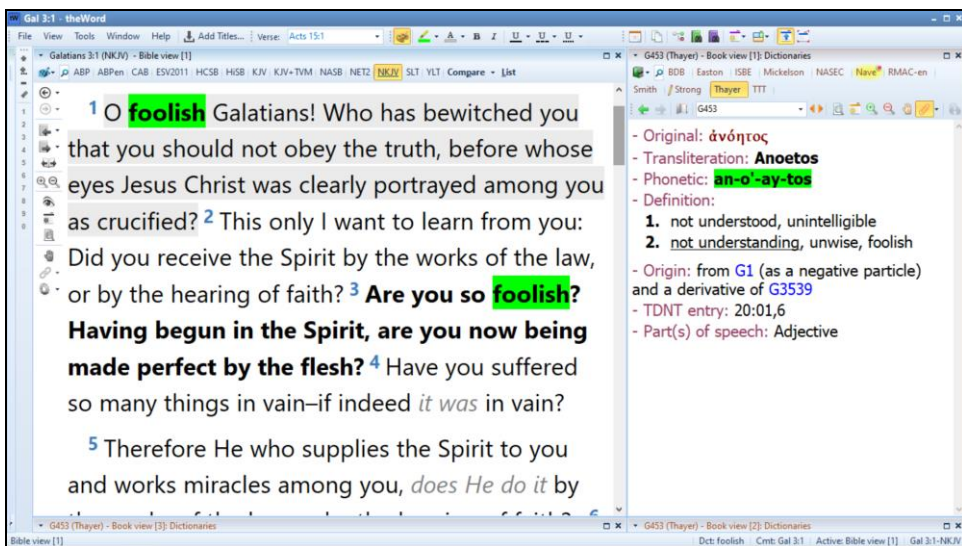 Gal 3:1 - theWord
File View Tools Window Help Add Titles... Verse: Acts 15:1 B I U U U
Galatians 3:1 (NKJV) - Bible view [1]
ABP ABPen CAB ESV2011 HCSB HiSB KJV KJV+TVM NASB NET2 NKJV SLT YLT Compare List
1 O foolish Galatians! Who has bewitched you
that you should not obey the truth, before whose
eyes Jesus Christ was clearly portrayed among you
as crucified? 2 This only I want to learn from you:
Did you receive the Spirit by the works of the law,
or by the hearing of faith? 3 Are you so foolish?
Having begun in the Spirit, are you now being
made perfect by the flesh? 4 Have you suffered
so many things in vain–if indeed it was in vain?
5 Therefore He who supplies the Spirit to you
and works miracles among you, does He do it by
G453 (Thayer) - Book view [3]: Dictionaries
G453 (Thayer) - Book view [1]: Dictionaries
BDB Easton ISBE Mickelson NASEC Nave RMAC-en
Smith Strong Thayer TTT
G453
- Original: ἀνόητος
- Transliteration: Anoetos
- Phonetic: an-o'-ay-tos
- Definition:
1. not understood, unintelligible
2. not understanding, unwise, foolish
- Origin: from G1 (as a negative particle)
and a derivative of G3539
- TDNT entry: 20:01,6
- Part(s) of speech: Adjective
G453 (Thayer) - Book view [2]: Dictionaries
Bible view [1] Dct: foolish Cmt: Gal 3:1 Active: Bible view [1] Gal 3:1-NKJV